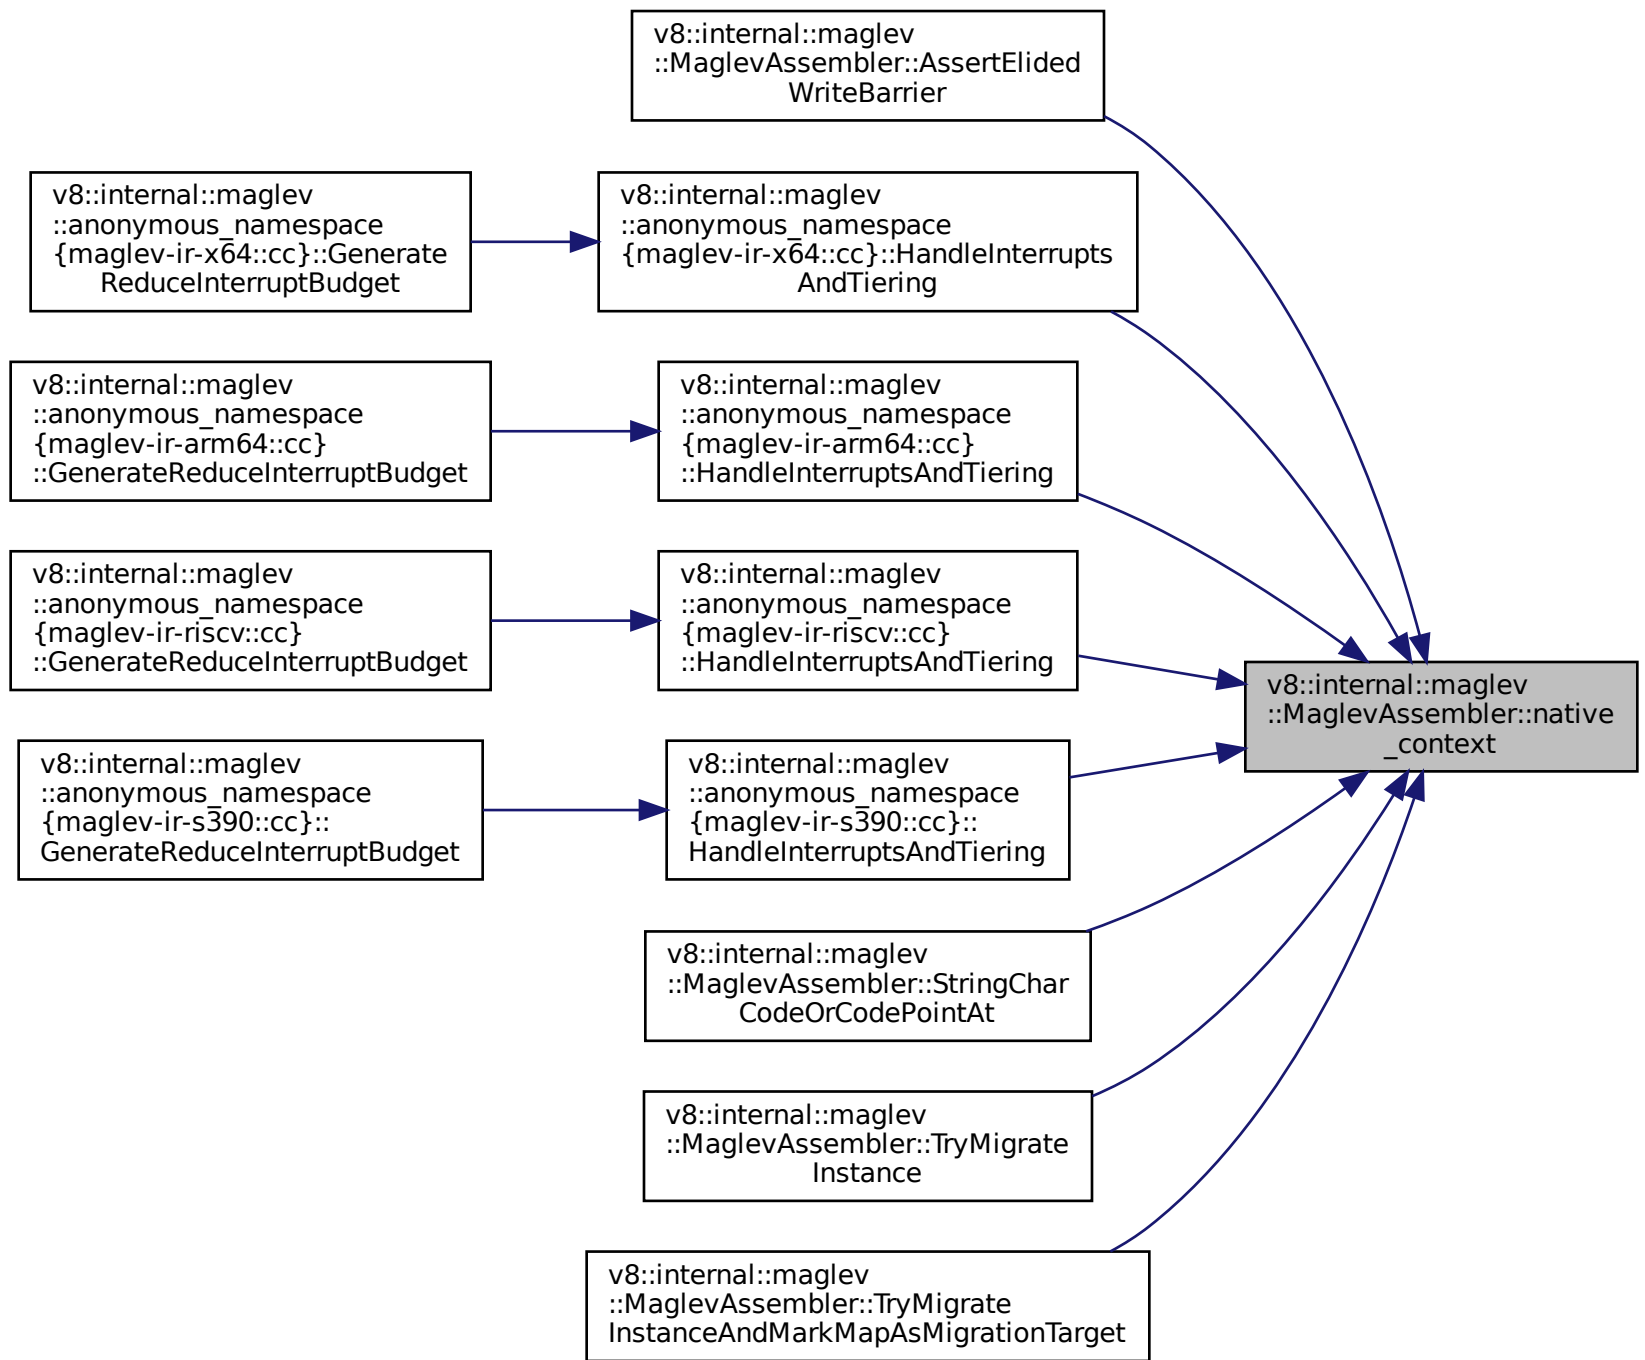 v8::internal::maglev
::MaglevAssembler::AssertElided
WriteBarrier
v8::internal::maglev
::anonymous_namespace
{maglev-ir-x64::cc}::Generate
ReduceInterruptBudget
v8::internal::maglev
::anonymous_namespace
{maglev-ir-x64::cc}::HandleInterrupts
AndTiering
v8::internal::maglev
::anonymous_namespace
{maglev-ir-arm64::cc}
::GenerateReduceInterruptBudget
v8::internal::maglev
::anonymous_namespace
{maglev-ir-arm64::cc}
::HandleInterruptsAndTiering
v8::internal::maglev
::anonymous_namespace
{maglev-ir-riscv::cc}
::GenerateReduceInterruptBudget
v8::internal::maglev
::anonymous_namespace
{maglev-ir-riscv::cc}
::HandleInterruptsAndTiering
v8::internal::maglev
::MaglevAssembler::native
_context
v8::internal::maglev
::anonymous_namespace
{maglev-ir-s390::cc}::
GenerateReduceInterruptBudget
v8::internal::maglev
::anonymous_namespace
{maglev-ir-s390::cc}::
HandleInterruptsAndTiering
v8::internal::maglev
::MaglevAssembler::StringChar
CodeOrCodePointAt
v8::internal::maglev
::MaglevAssembler::TryMigrate
Instance
v8::internal::maglev
::MaglevAssembler::TryMigrate
InstanceAndMarkMapAsMigrationTarget